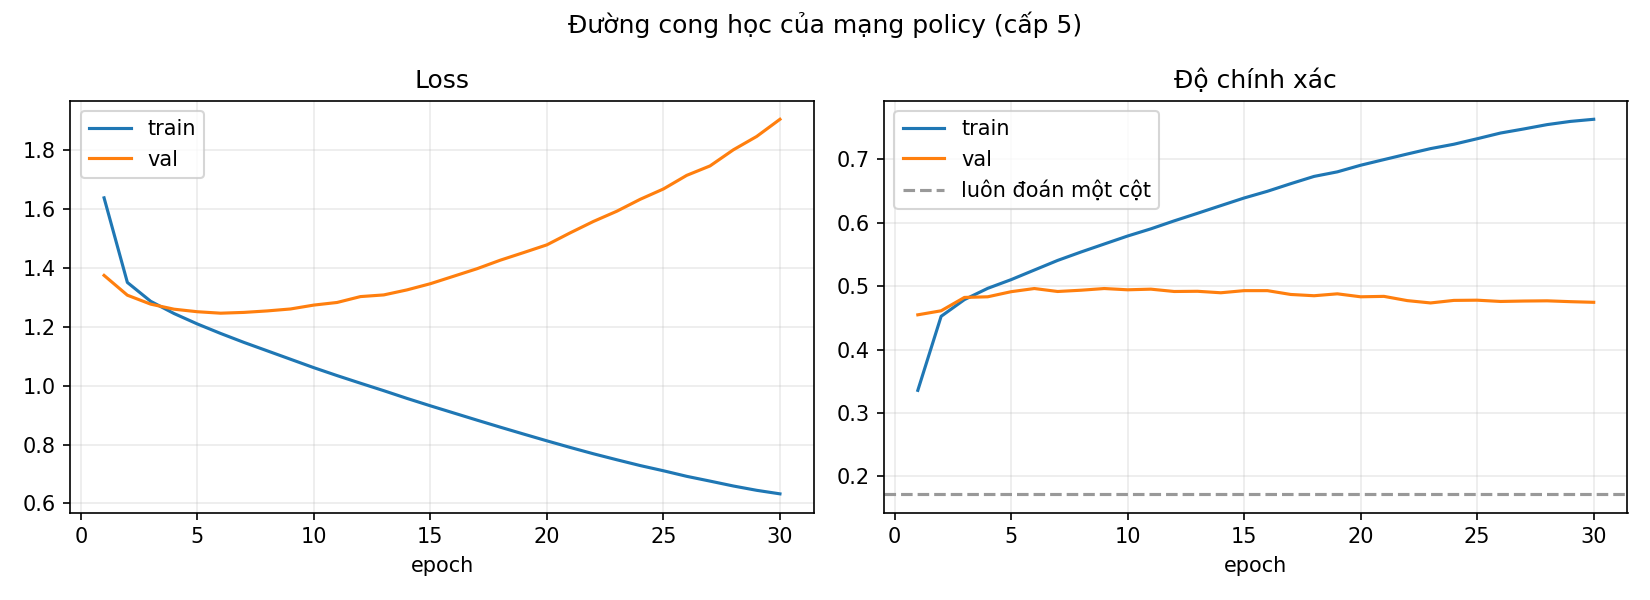 Đường cong học của mạng policy (cấp 5)
Loss
train
val
1.8
1.6
1.4
1.2
1.0
0.8
0.6
0 5 10 15 20 25 30
epoch
Độ chính xác
train
val
luôn đoán một cột
0.7
0.6
0.5
0.4
0.3
0.2
0 5 10 15 20 25 30
epoch